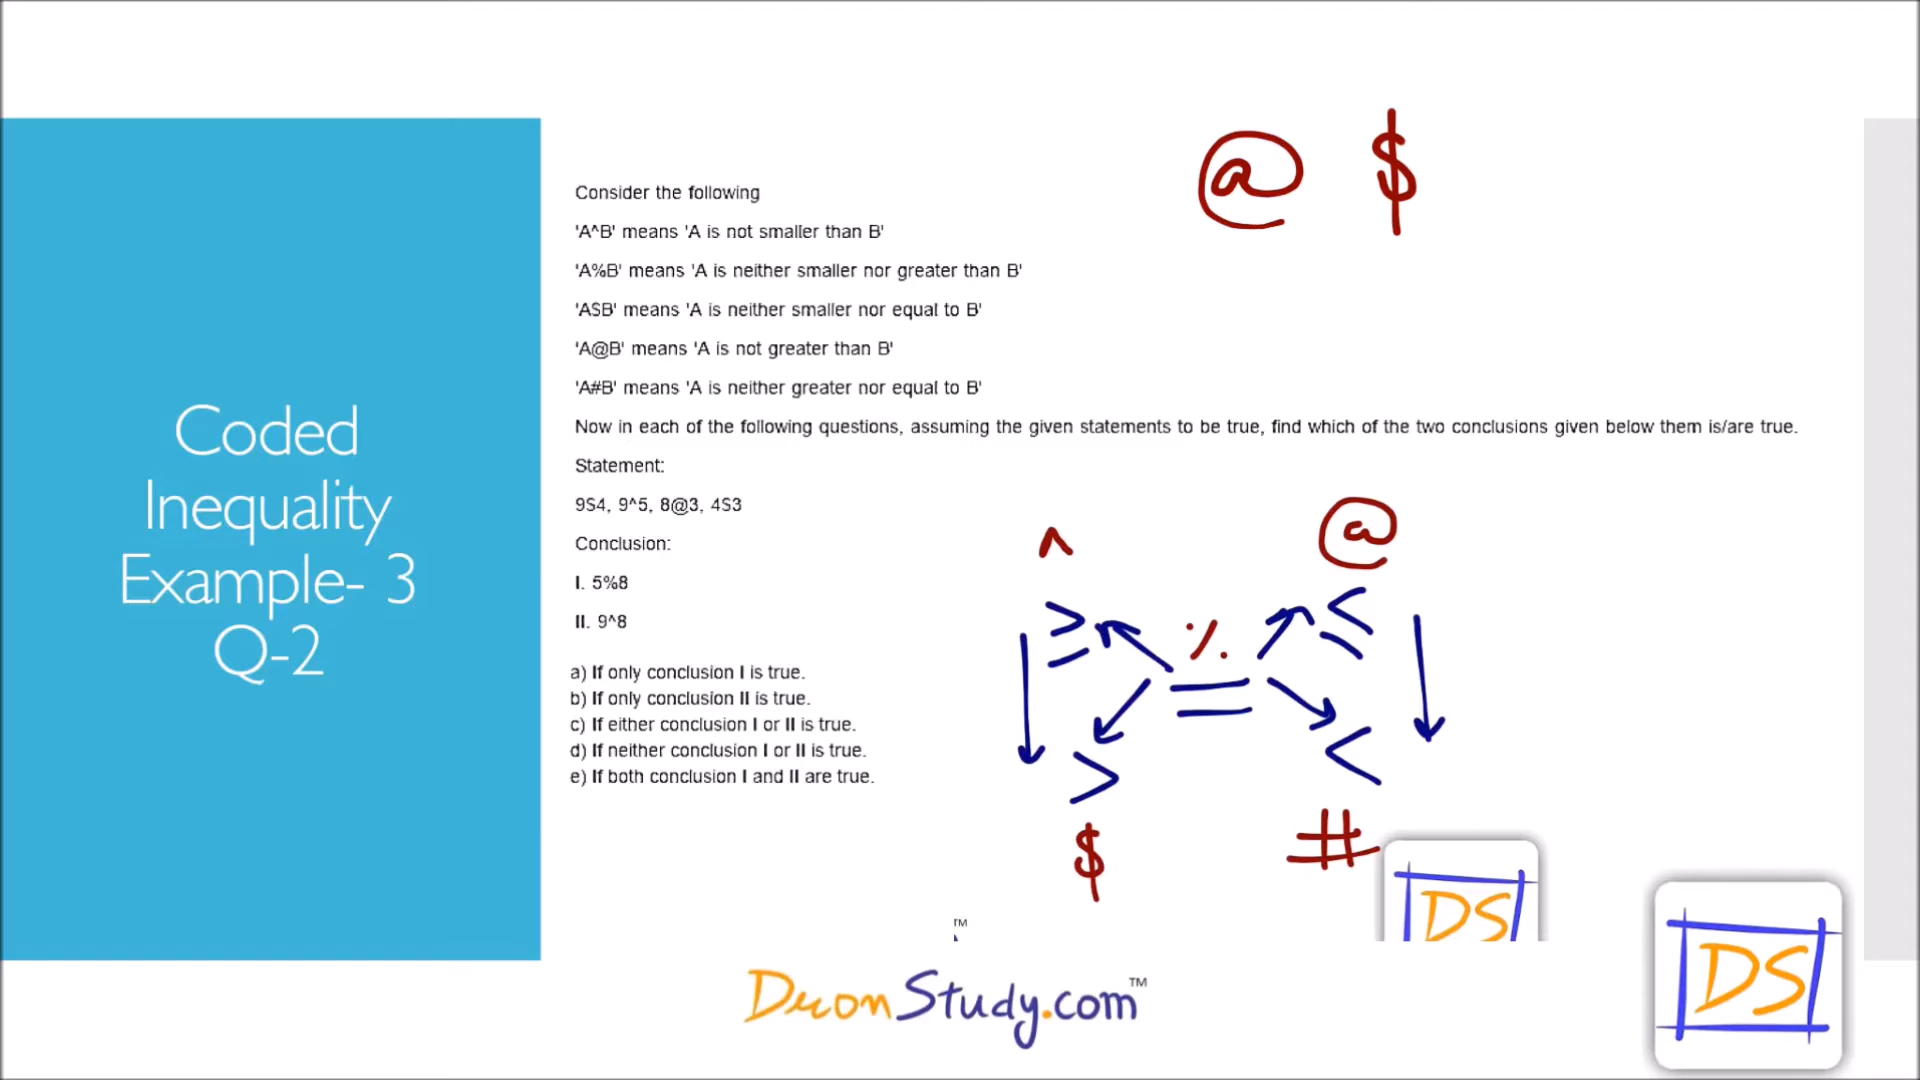 Coded
Inequality
Example- 3
Q-2
@ $
Consider the following
'A^B' means 'A is not smaller than B'
'A%B' means 'A is neither smaller nor greater than B'
'A$B' means 'A is neither smaller nor equal to B'
'A@B' means 'A is not greater than B'
'A#B' means 'A is neither greater nor equal to B'
Now in each of the following questions, assuming the given statements to be true, find which of the two conclusions given below them is/are true.
Statement:
9$4, 9^5, 8@3, 4$3
Conclusion:
I. 5%8
II. 9^8
a) If only conclusion I is true.
b) If only conclusion II is true.
c) If either conclusion I or II is true.
d) If neither conclusion I or II is true.
e) If both conclusion I and II are true.
^ @
≥ % ≤
=
> <
$ #
DS
TM
DronStudy.com™
DS